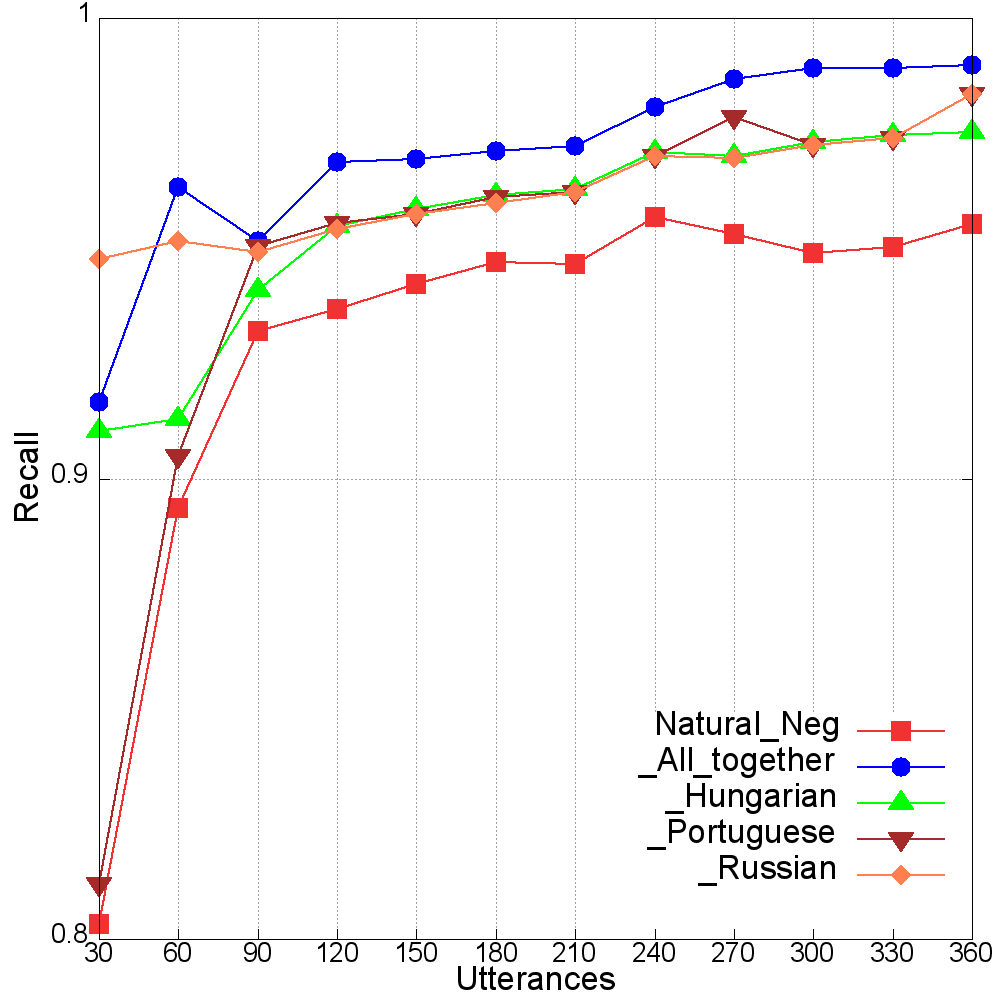 1
0.9
0.8
Recall
Natural_Neg
_All_together
_Hungarian
_Portuguese
_Russian
30 60 90 120 150 180 210 240 270 300 330 360
Utterances